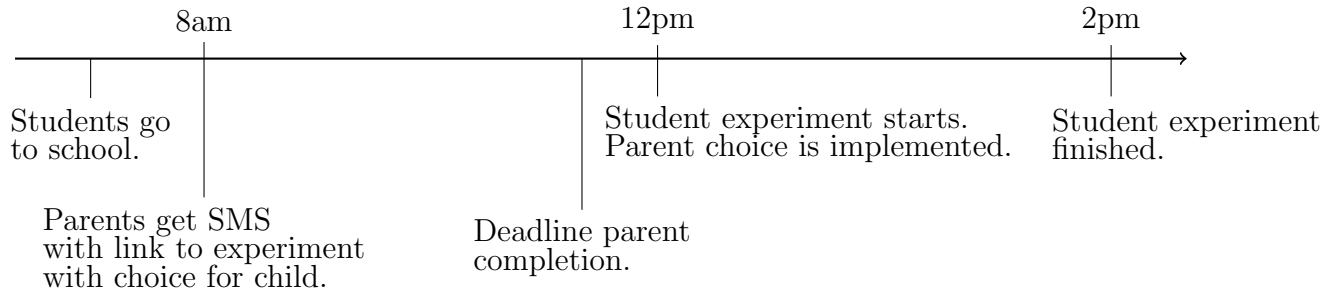 8am
12pm
2pm
Students go
to school.
Student experiment starts.
Parent choice is implemented.
Student experiment
finished.
Parents get SMS
with link to experiment
with choice for child.
Deadline parent
completion.